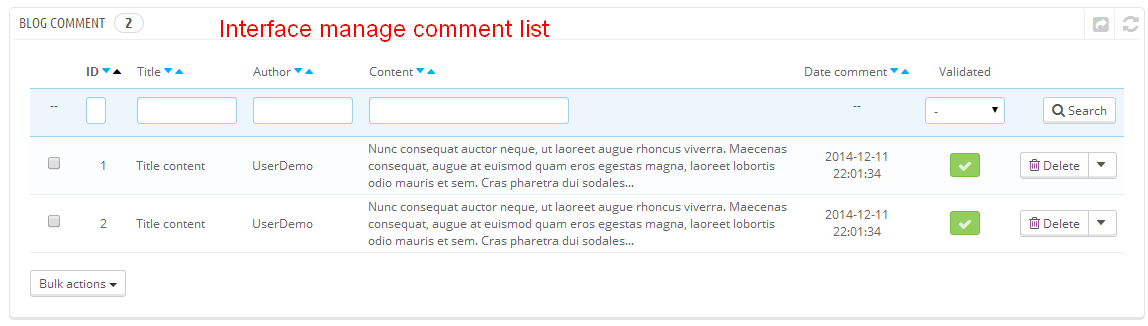 BLOG COMMENT 2
Interface manage comment list
ID Title Author Content Date comment Validated
-- -- - Search
1 Title content UserDemo Nunc consequat auctor neque, ut laoreet augue rhoncus viverra. Maecenas
consequat, augue at euismod quam eros egestas magna, laoreet lobortis
odio mauris et sem. Cras pharetra dui sodales...
2014-12-11
22:01:34
Delete
2 Title content UserDemo Nunc consequat auctor neque, ut laoreet augue rhoncus viverra. Maecenas
consequat, augue at euismod quam eros egestas magna, laoreet lobortis
odio mauris et sem. Cras pharetra dui sodales...
2014-12-11
22:01:34
Delete
Bulk actions